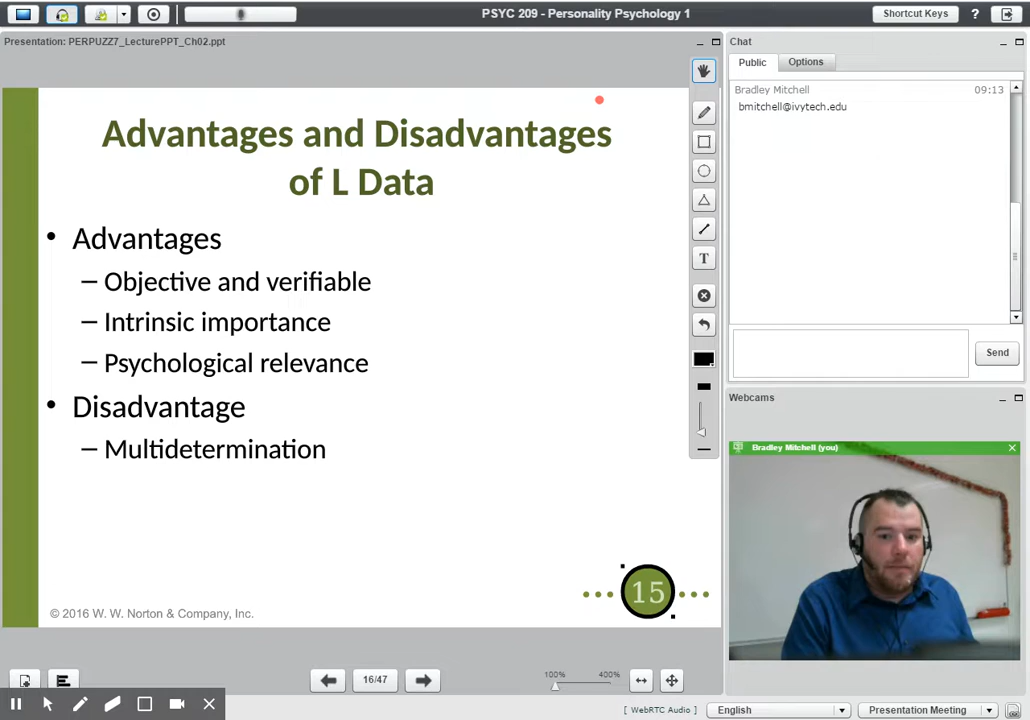 PSYC 209 - Personality Psychology 1
Shortcut Keys
?
Presentation: PERPUZZ7_LecturePPT_Ch02.ppt
Advantages and Disadvantages
of L Data
• Advantages
– Objective and verifiable
– Intrinsic importance
– Psychological relevance
• Disadvantage
– Multidetermination
15
© 2016 W. W. Norton & Company, Inc.
T
16/47
100%
400%
Chat
Public
Options
Bradley Mitchell
09:13
bmitchell@ivytech.edu
Send
Webcams
Bradley Mitchell (you)
[ WebRTC Audio ]
English
Presentation Meeting